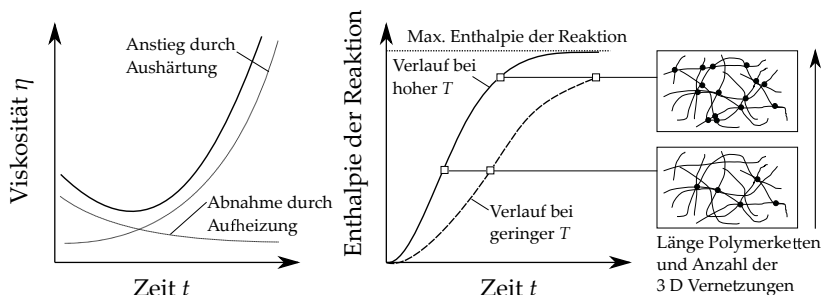 Viskosität η
Anstieg durch
Aushärtung
Abnahme durch
Aufheizung
Zeit t
Enthalpie der Reaktion
Max. Enthalpie der Reaktion
Verlauf bei
hoher T
Verlauf bei
geringer T
Zeit t
Länge Polymerketten
und Anzahl der
3 D Vernetzungen